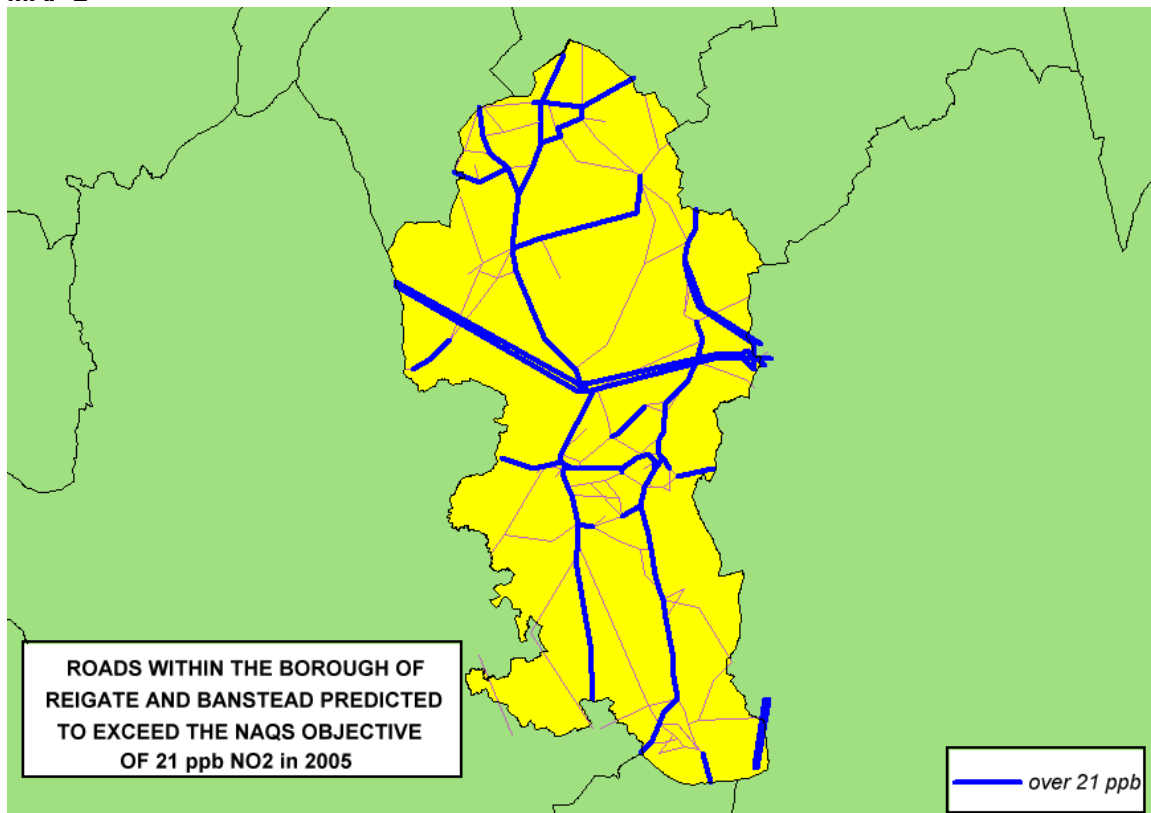 ROADS WITHIN THE BOROUGH OF
REIGATE AND BANSTEAD PREDICTED
TO EXCEED THE NAQS OBJECTIVE
OF 21 ppb NO2 in 2005
over 21 ppb